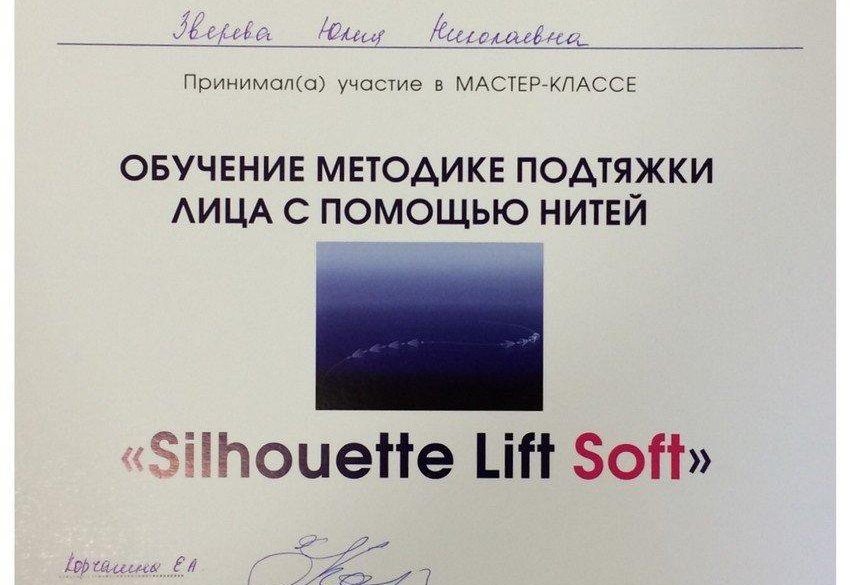 Зверева Юлия Николаевна
Принимал(а) участие в МАСТЕР-КЛАССЕ
ОБУЧЕНИЕ МЕТОДИКЕ ПОДТЯЖКИ
ЛИЦА С ПОМОЩЬЮ НИТЕЙ
«Silhouette Lift Soft»
Е А